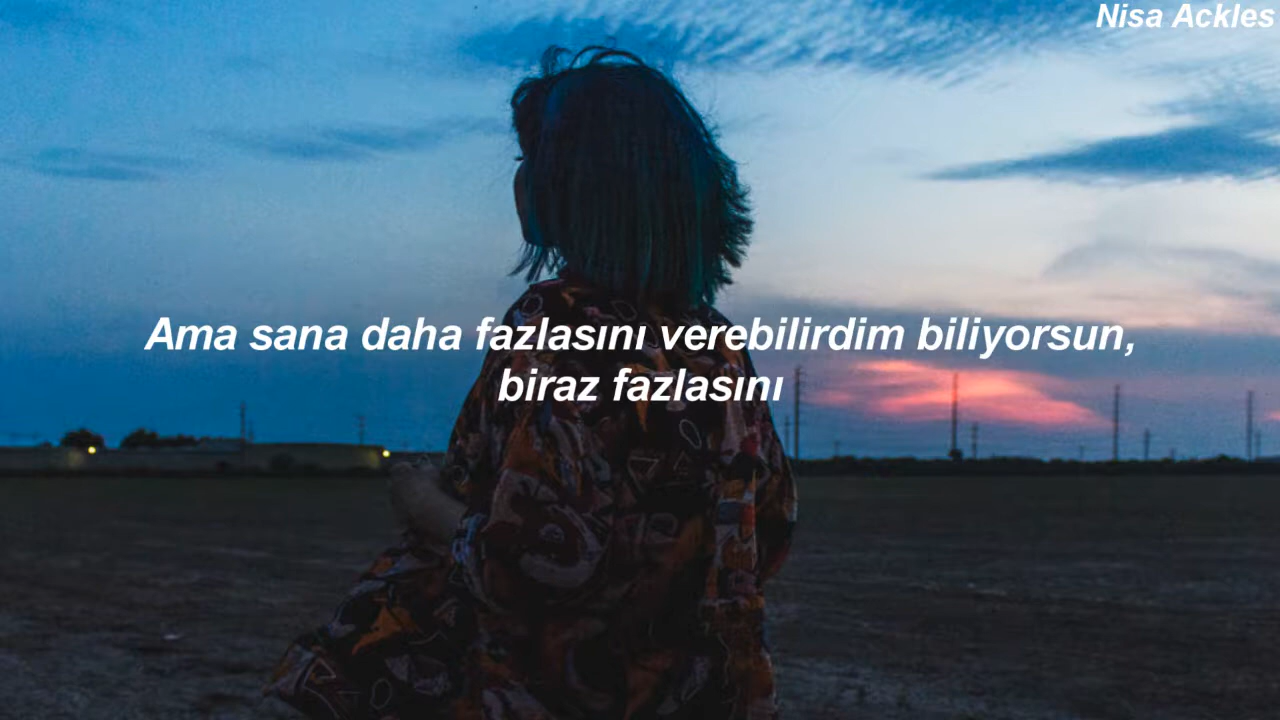 Nisa Ackles
Ama sana daha fazlasını verebilirdim biliyorsun,
biraz fazlasını